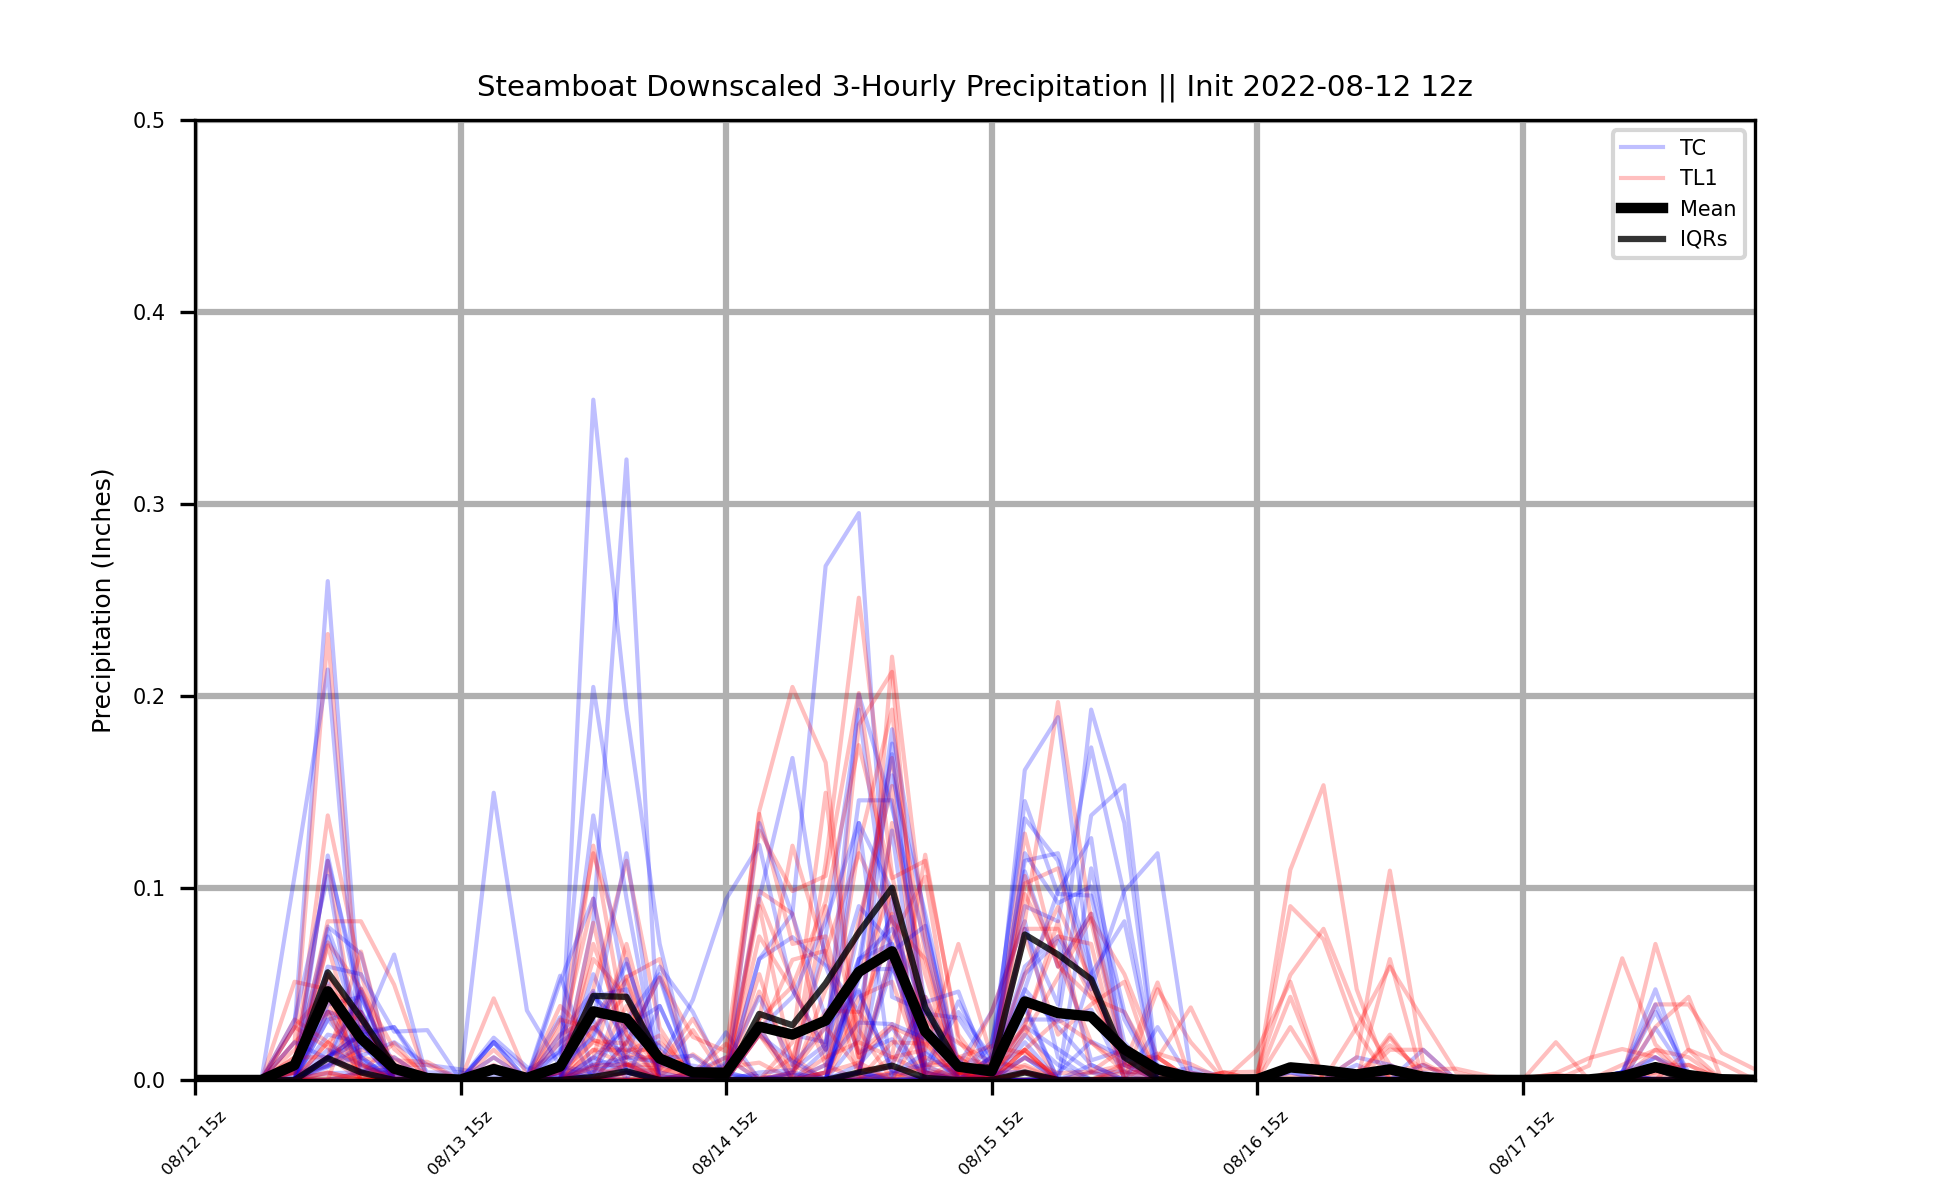 Steamboat Downscaled 3-Hourly Precipitation || Init 2022-08-12 12z
TC
TL1
Mean
IQRs
Precipitation (Inches)
0.5
0.4
0.3
0.2
0.1
0.0
08/12 15z
08/13 15z
08/14 15z
08/15 15z
08/16 15z
08/17 15z